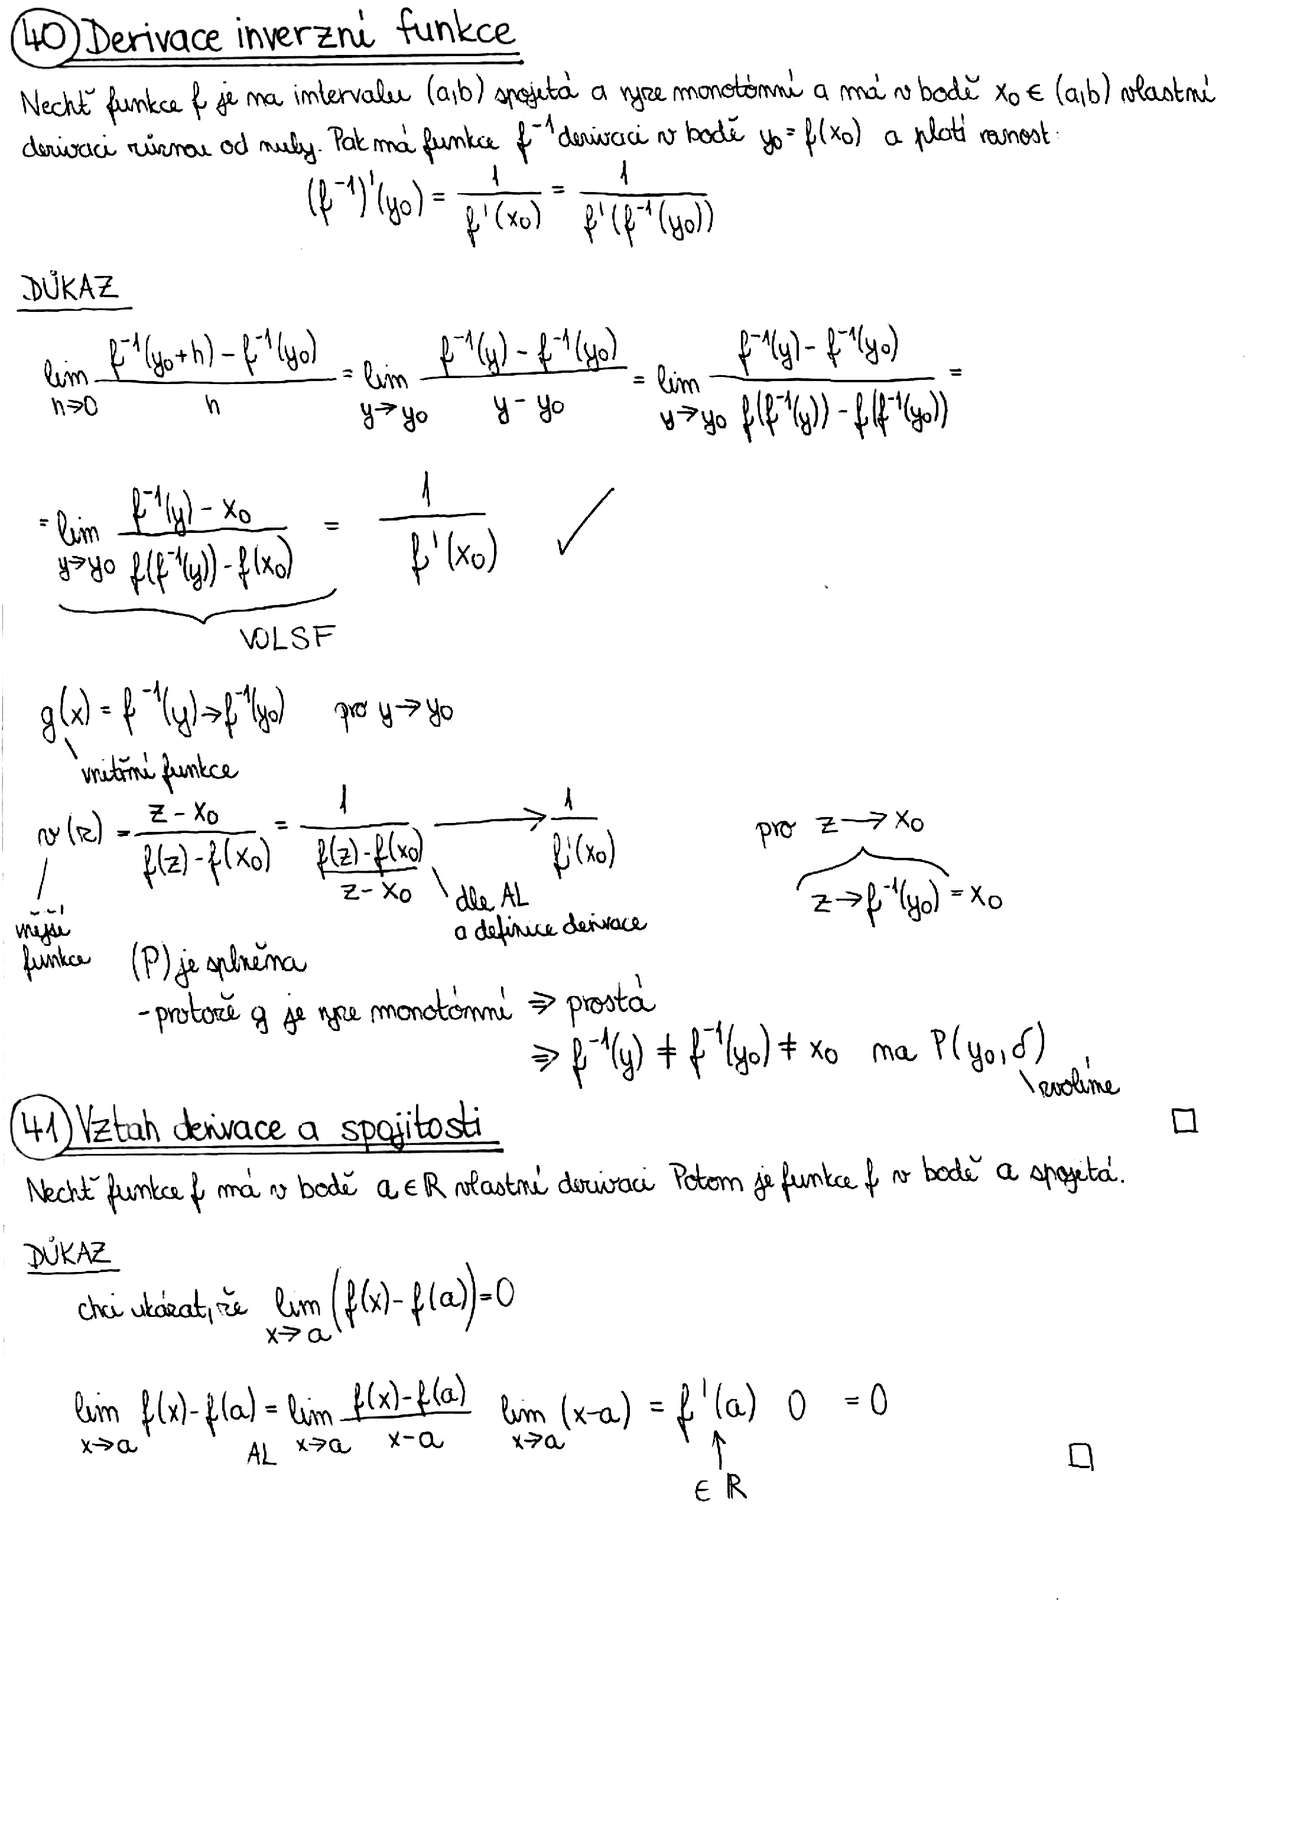 40 Derivace inverzní funkce
Nechť funkce f je na intervalu (a,b) spojitá a ryze monotónní a má v bodě x₀ ∈ (a,b) vlastní
derivaci různou od nuly. Pak má funkce f⁻¹ derivaci v bodě y₀ = f(x₀) a platí rovnost:
(f⁻¹)'(y₀) = 1/f'(x₀) = 1/f'(f⁻¹(y₀))
DŮKAZ
lim h→0 (f⁻¹(y₀+h) - f⁻¹(y₀))/h = lim y→y₀ (f⁻¹(y) - f⁻¹(y₀))/(y - y₀) = lim y→y₀ (f⁻¹(y) - f⁻¹(y₀))/(f(f⁻¹(y)) - f(f⁻¹(y₀))) =
= lim y→y₀ (f⁻¹(y) - x₀)/(f(f⁻¹(y)) - f(x₀)) = 1/f'(x₀) ✓
VOLSF
g(x) = f⁻¹(y) → f⁻¹(y₀) pro y → y₀
vnitřní funkce
v(z) = (z - x₀)/(f(z) - f(x₀)) = 1/((f(z) - f(x₀))/(z - x₀)) → 1/f'(x₀) pro z → x₀
z → f⁻¹(y₀) = x₀
dle AL
a definice derivace
vnější
funkce
(P) je splněna
- protože g je ryze monotónní ⇒ prostá
⇒ f⁻¹(y) ≠ f⁻¹(y₀) ≠ x₀ na P(y₀,δ)
zvolíme
□
41 Vztah derivace a spojitosti
Nechť funkce f má v bodě a ∈ R vlastní derivaci Potom je funkce f v bodě a spojitá.
DŮKAZ
chci ukázat, že lim x→a (f(x) - f(a)) = 0
lim x→a f(x) - f(a) = AL lim x→a (f(x) - f(a))/(x - a) lim x→a (x - a) = f'(a) 0 = 0
∈ R
□